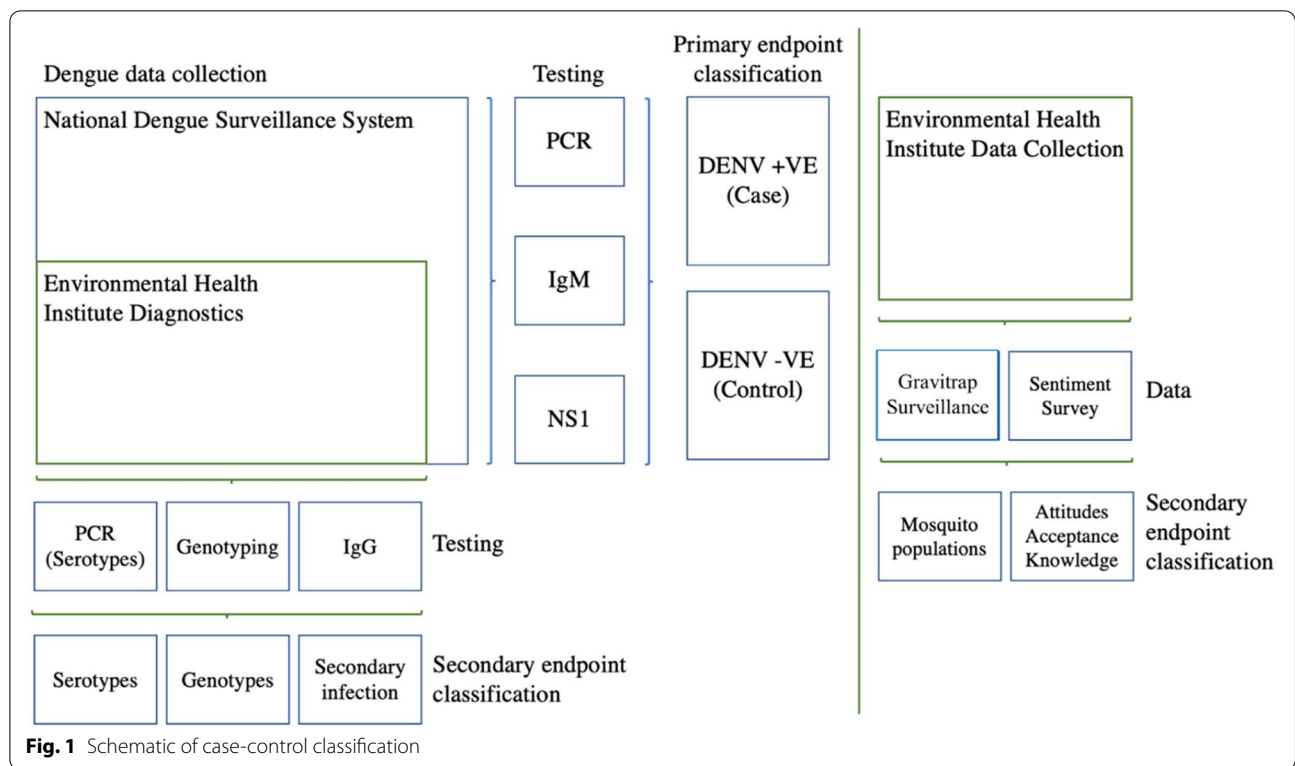 Dengue data collection
Testing
Primary endpoint
classification
National Dengue Surveillance System
Environmental Health
Institute Diagnostics
PCR
IgM
NS1
DENV +VE
(Case)
DENV -VE
(Control)
PCR
(Serotypes)
Genotyping
IgG
Testing
Serotypes
Genotypes
Secondary
infection
Secondary endpoint
classification
Environmental Health
Institute Data Collection
Gravitrap
Surveillance
Sentiment
Survey
Data
Mosquito
populations
Attitudes
Acceptance
Knowledge
Secondary
endpoint
classification
Fig. 1 Schematic of case-control classification